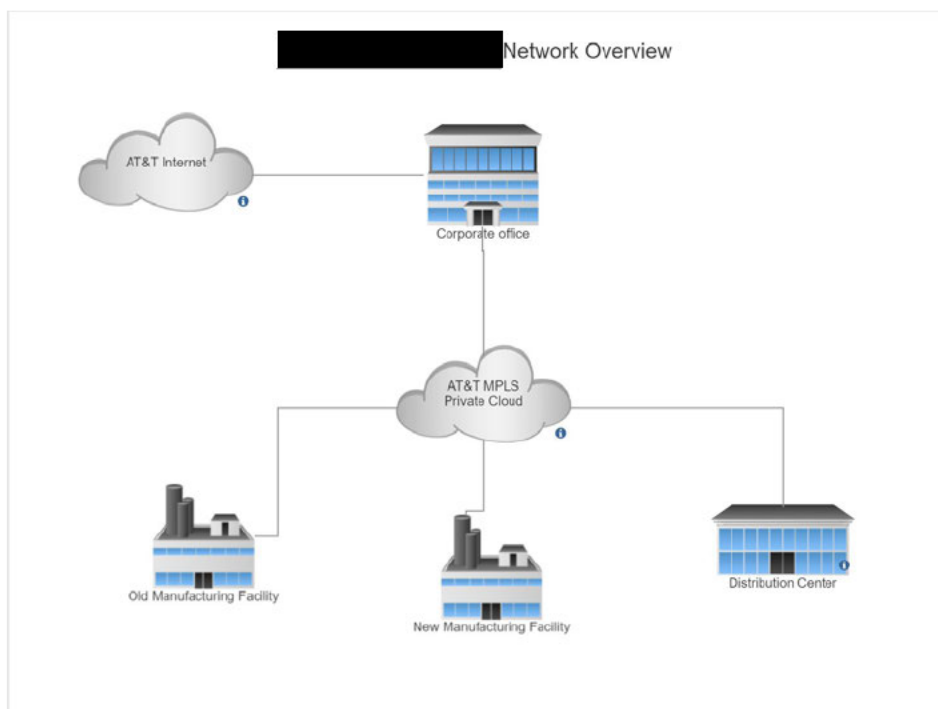 Network Overview
AT&T Internet
Corporate office
AT&T MPLS
Private Cloud
Old Manufacturing Facility
New Manufacturing Facility
Distribution Center